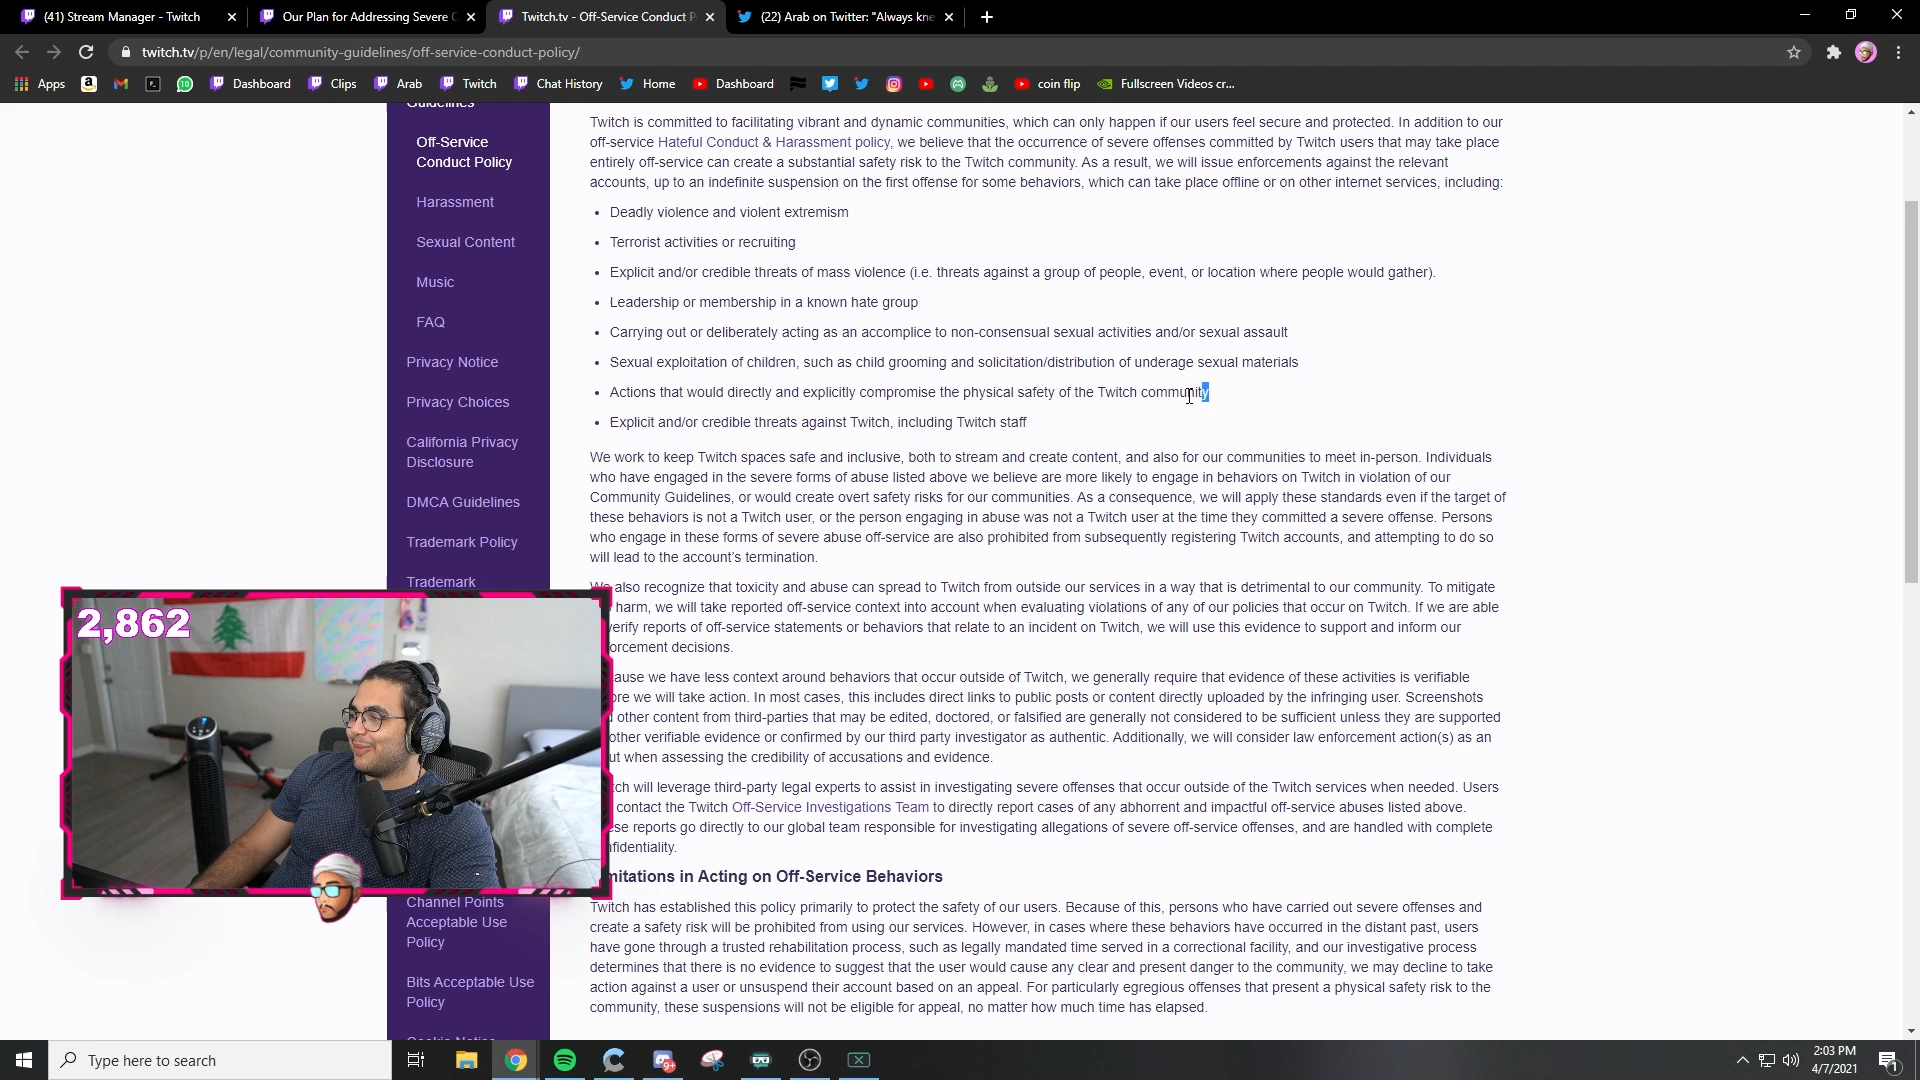 (41) Stream Manager - Twitch
Our Plan for Addressing Severe
Twitch.tv - Off-Service Conduct P
(22) Arab on Twitter: "Always kne
twitch.tv/p/en/legal/community-guidelines/off-service-conduct-policy/
Apps
Dashboard
Clips
Arab
Twitch
Chat History
Home
Dashboard
coin flip
Fullscreen Videos cr...
Guidelines
Off-Service
Conduct Policy
Harassment
Sexual Content
Music
FAQ
Privacy Notice
Privacy Choices
California Privacy
Disclosure
DMCA Guidelines
Trademark Policy
Trademark
Channel Points
Acceptable Use
Policy
Bits Acceptable Use
Policy
Cookie Notice
Twitch is committed to facilitating vibrant and dynamic communities, which can only happen if our users feel secure and protected. In addition to our
off-service Hateful Conduct & Harassment policy, we believe that the occurrence of severe offenses committed by Twitch users that may take place
entirely off-service can create a substantial safety risk to the Twitch community. As a result, we will issue enforcements against the relevant
accounts, up to an indefinite suspension on the first offense for some behaviors, which can take place offline or on other internet services, including:
• Deadly violence and violent extremism
• Terrorist activities or recruiting
• Explicit and/or credible threats of mass violence (i.e. threats against a group of people, event, or location where people would gather).
• Leadership or membership in a known hate group
• Carrying out or deliberately acting as an accomplice to non-consensual sexual activities and/or sexual assault
• Sexual exploitation of children, such as child grooming and solicitation/distribution of underage sexual materials
• Actions that would directly and explicitly compromise the physical safety of the Twitch community
• Explicit and/or credible threats against Twitch, including Twitch staff
We work to keep Twitch spaces safe and inclusive, both to stream and create content, and also for our communities to meet in-person. Individuals
who have engaged in the severe forms of abuse listed above we believe are more likely to engage in behaviors on Twitch in violation of our
Community Guidelines, or would create overt safety risks for our communities. As a consequence, we will apply these standards even if the target of
these behaviors is not a Twitch user, or the person engaging in abuse was not a Twitch user at the time they committed a severe offense. Persons
who engage in these forms of severe abuse off-service are also prohibited from subsequently registering Twitch accounts, and attempting to do so
will lead to the account's termination.
We also recognize that toxicity and abuse can spread to Twitch from outside our services in a way that is detrimental to our community. To mitigate
harm, we will take reported off-service context into account when evaluating violations of any of our policies that occur on Twitch. If we are able
verify reports of off-service statements or behaviors that relate to an incident on Twitch, we will use this evidence to support and inform our
forcement decisions.
ause we have less context around behaviors that occur outside of Twitch, we generally require that evidence of these activities is verifiable
ore we will take action. In most cases, this includes direct links to public posts or content directly uploaded by the infringing user. Screenshots
other content from third-parties that may be edited, doctored, or falsified are generally not considered to be sufficient unless they are supported
other verifiable evidence or confirmed by our third party investigator as authentic. Additionally, we will consider law enforcement action(s) as an
ut when assessing the credibility of accusations and evidence.
tch will leverage third-party legal experts to assist in investigating severe offenses that occur outside of the Twitch services when needed. Users
contact the Twitch Off-Service Investigations Team to directly report cases of any abhorrent and impactful off-service abuses listed above.
ese reports go directly to our global team responsible for investigating allegations of severe off-service offenses, and are handled with complete
nfidentiality.
mitations in Acting on Off-Service Behaviors
Twitch has established this policy primarily to protect the safety of our users. Because of this, persons who have carried out severe offenses and
create a safety risk will be prohibited from using our services. However, in cases where these behaviors have occurred in the distant past, users
have gone through a trusted rehabilitation process, such as legally mandated time served in a correctional facility, and our investigative process
determines that there is no evidence to suggest that the user would cause any clear and present danger to the community, we may decline to take
action against a user or unsuspend their account based on an appeal. For particularly egregious offenses that present a physical safety risk to the
community, these suspensions will not be eligible for appeal, no matter how much time has elapsed.
2,862
Type here to search
9+
2:03 PM
4/7/2021
1